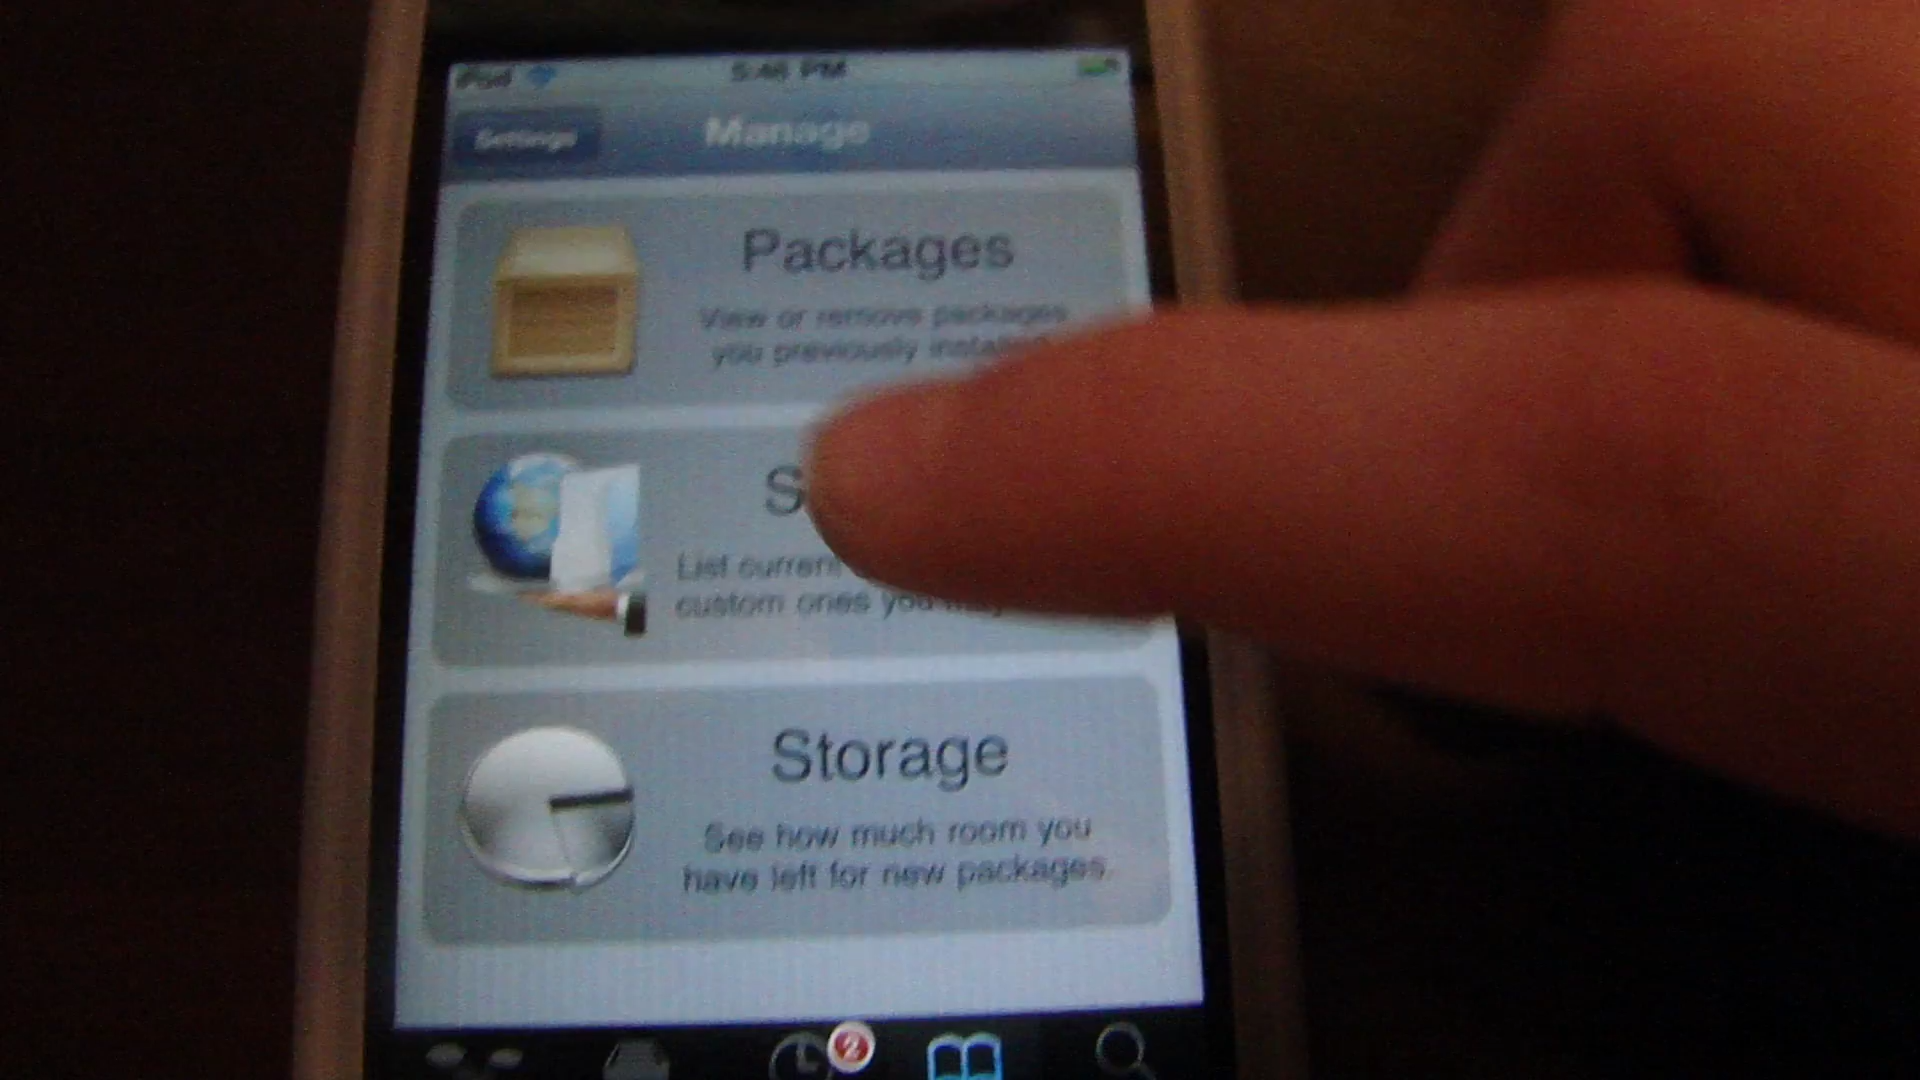 iPod 5:46 PM
Settings Manage
Packages
View or remove packages
you previously
List current
custom ones you
Storage
See how much room you
have left for new packages.
2